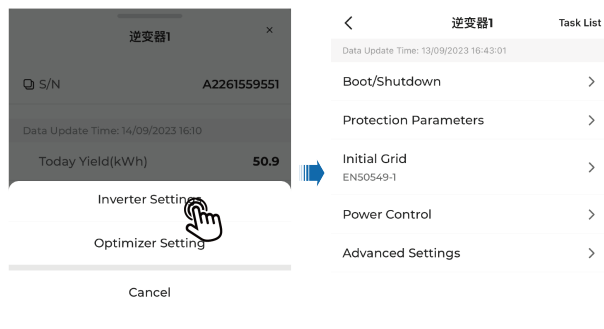 逆变器1
×
S/N A2261559551
Data Update Time: 14/09/2023 16:10
Today Yield(kWh) 50.9
Inverter Settings
Optimizer Setting
Cancel
逆变器1 Task List
Data Update Time: 13/09/2023 16:43:01
Boot/Shutdown
Protection Parameters
Initial Grid
EN50549-1
Power Control
Advanced Settings